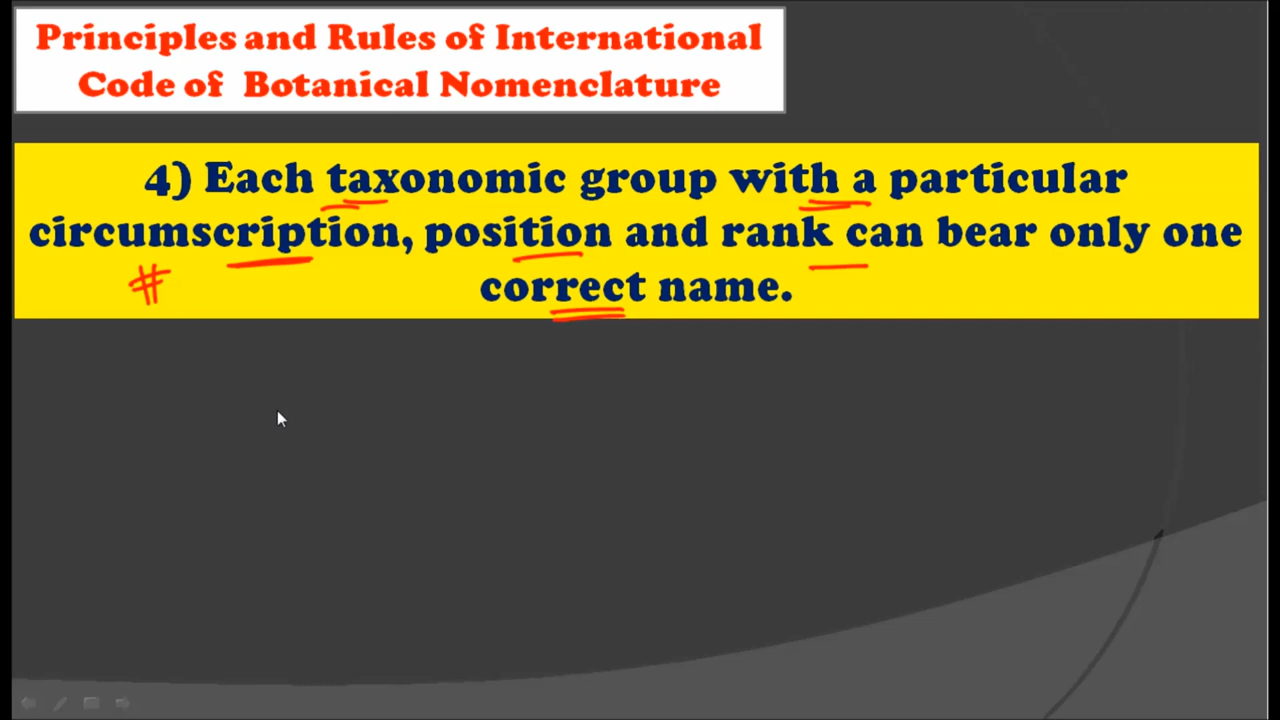 Principles and Rules of International
Code of Botanical Nomenclature
4) Each taxonomic group with a particular
circumscription, position and rank can bear only one
correct name.
#